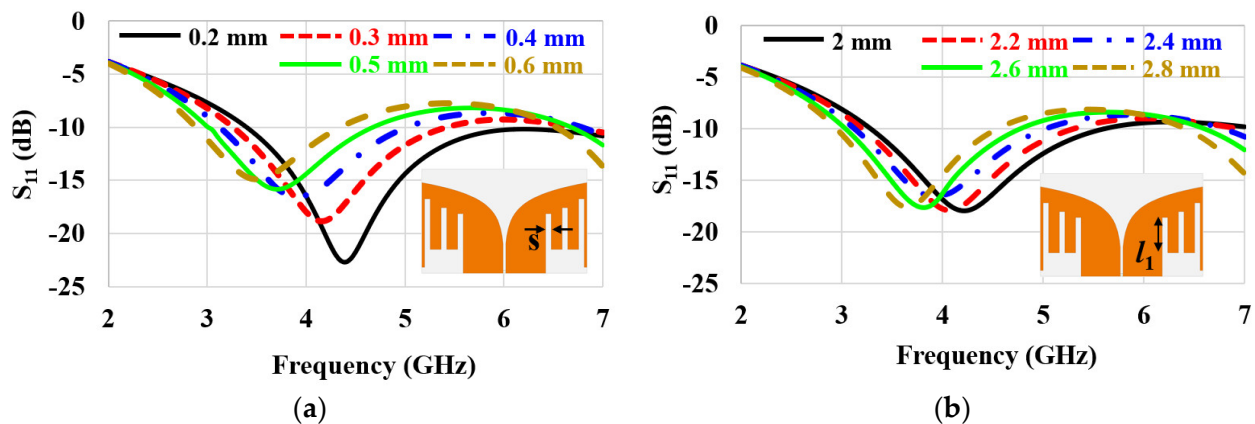 0.2 mm 0.3 mm 0.4 mm
0.5 mm 0.6 mm
0
-5
-10
-15
-20
-25
S11 (dB)
s
2 3 4 5 6 7
Frequency (GHz)
(a)
2 mm 2.2 mm 2.4 mm
2.6 mm 2.8 mm
0
-5
-10
-15
-20
-25
S11 (dB)
l1
2 3 4 5 6 7
Frequency (GHz)
(b)